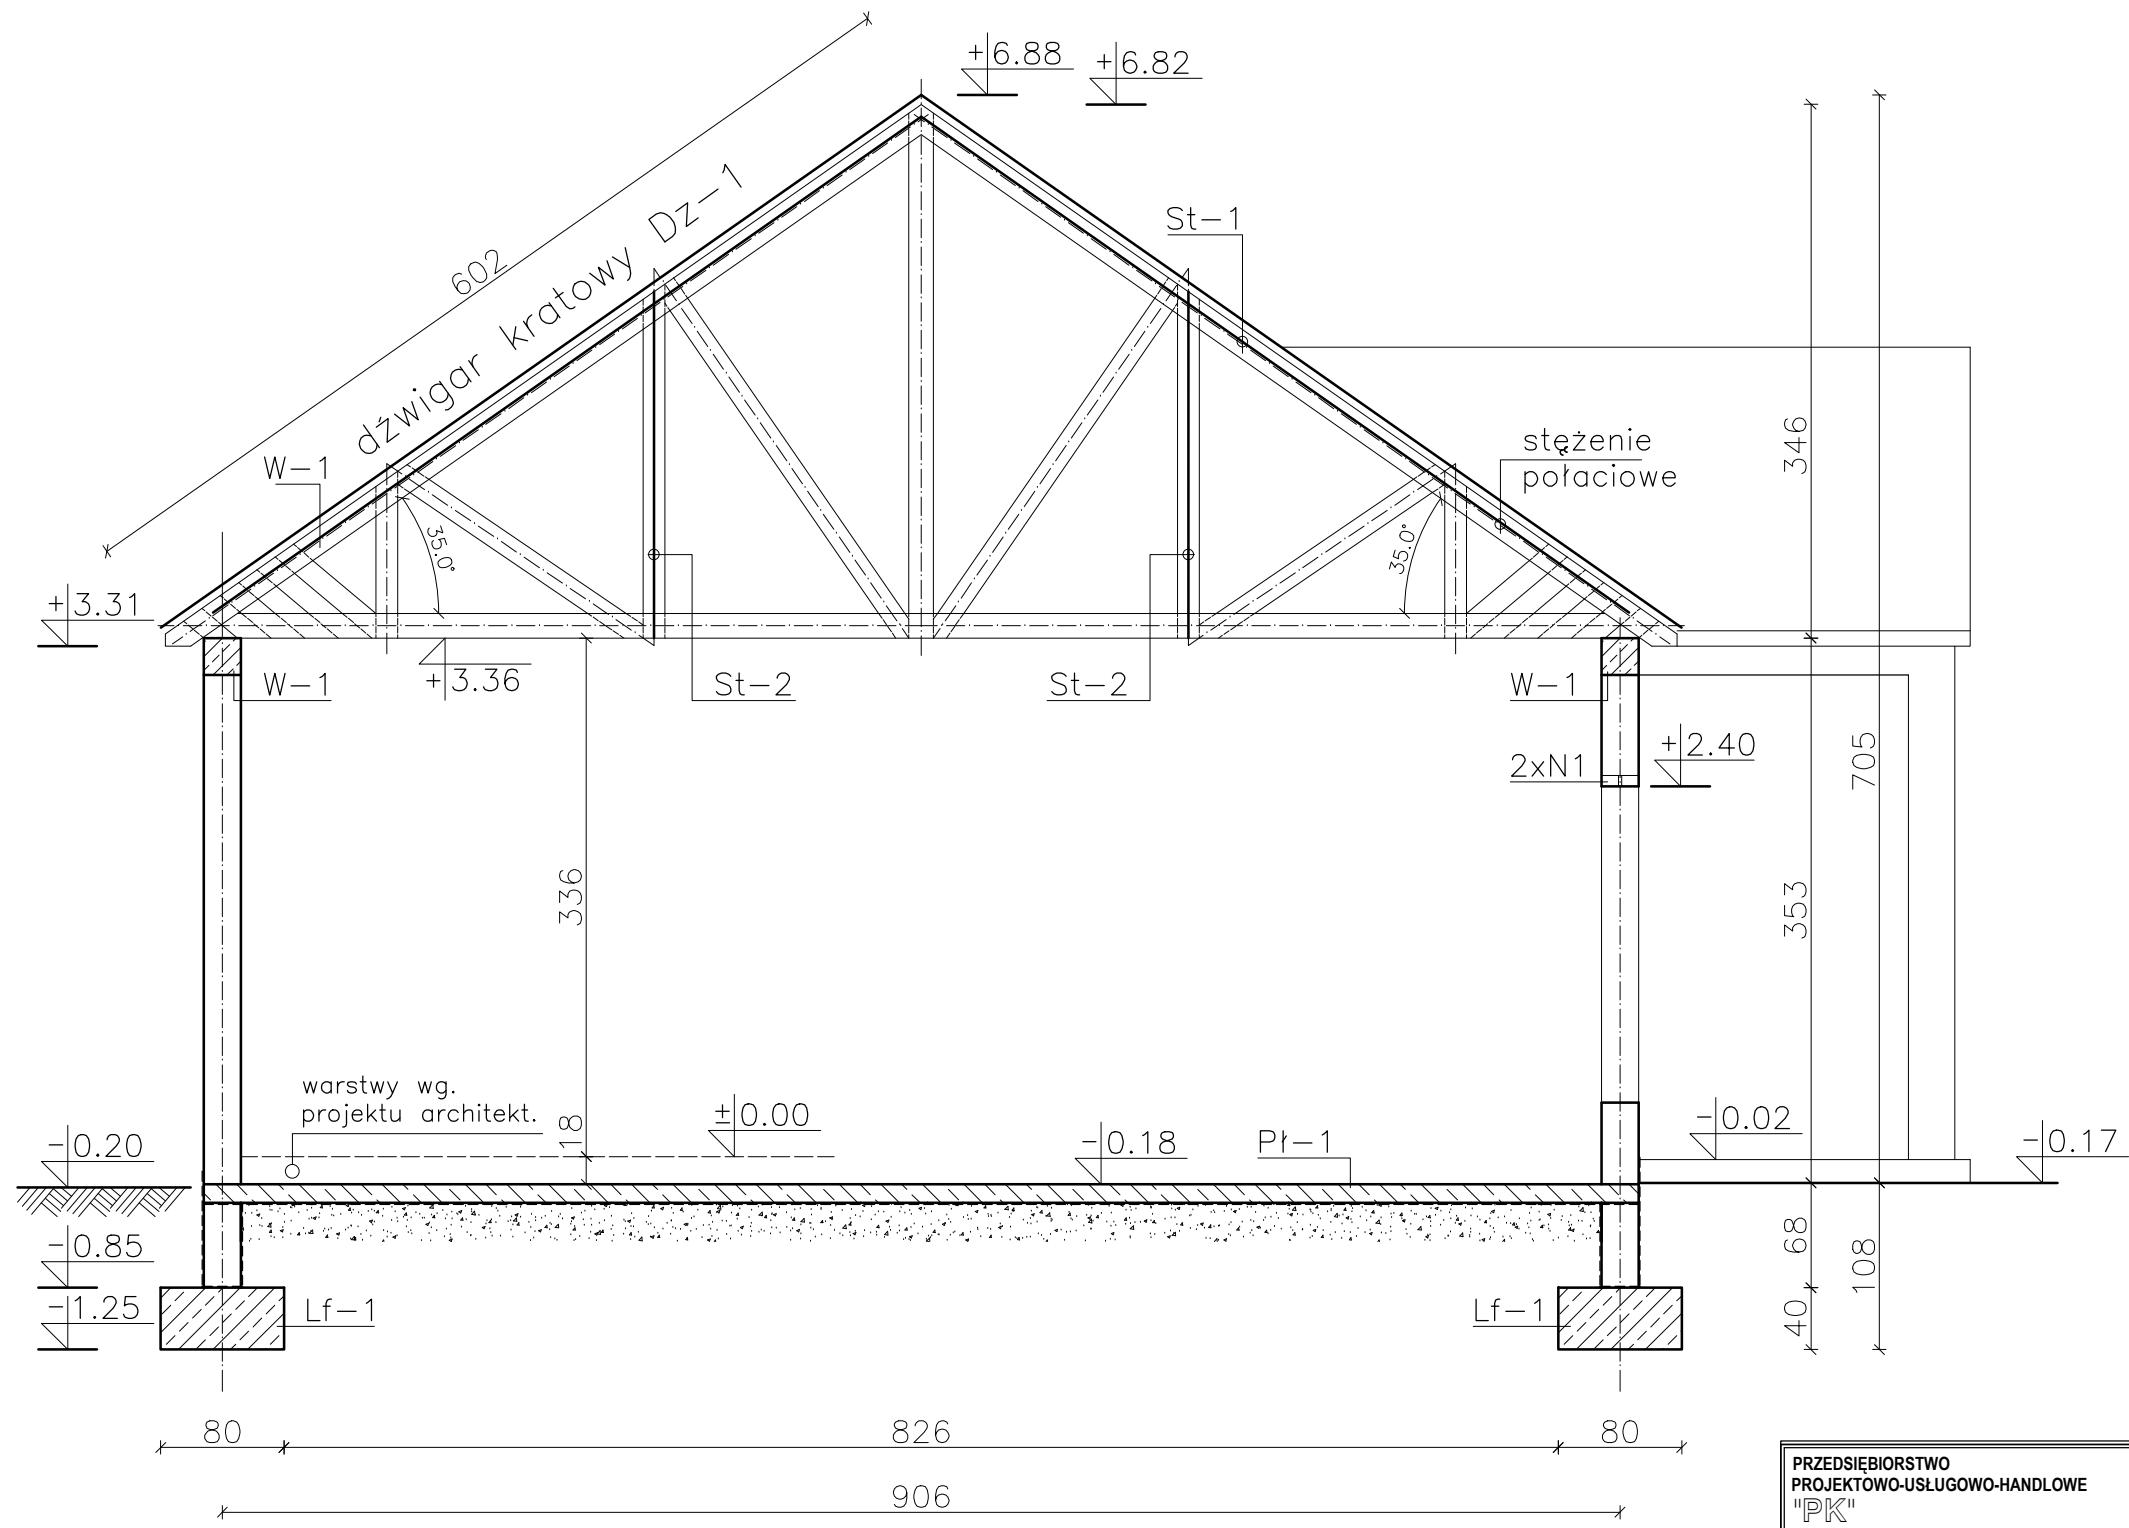 +6.88
+6.82
602
dźwigar kratowy Dz-1
St-1
W-1
35.0°
35.0°
stężenie
połaciowe
346
+3.31
+3.36
W-1
St-2
St-2
W-1
+2.40
2xN1
705
336
353
warstwy wg.
projektu architekt.
18
±0.00
-0.18
Pł-1
-0.02
-0.17
-0.20
-0.85
-1.25
Lf-1
Lf-1
68
40
108
80
826
80
906
PRZEDSIĘBIORSTWO
PROJEKTOWO-USŁUGOWO-HANDLOWE
"PK"